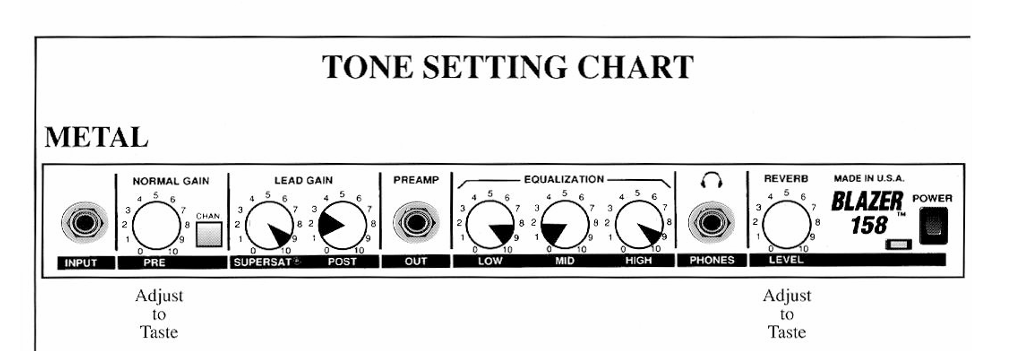 TONE SETTING CHART
METAL
NORMAL GAIN LEAD GAIN PREAMP EQUALIZATION REVERB MADE IN U.S.A.
CHAN
BLAZER
158 ™
POWER
0 1 2 3 4 5 6 7 8 9 10
0 1 2 3 4 5 6 7 8 9 10
0 1 2 3 4 5 6 7 8 9 10
0 1 2 3 4 5 6 7 8 9 10
0 1 2 3 4 5 6 7 8 9 10
0 1 2 3 4 5 6 7 8 9 10
0 1 2 3 4 5 6 7 8 9 10
INPUT PRE SUPERSAT® POST OUT LOW MID HIGH PHONES LEVEL
Adjust
to
Taste
Adjust
to
Taste